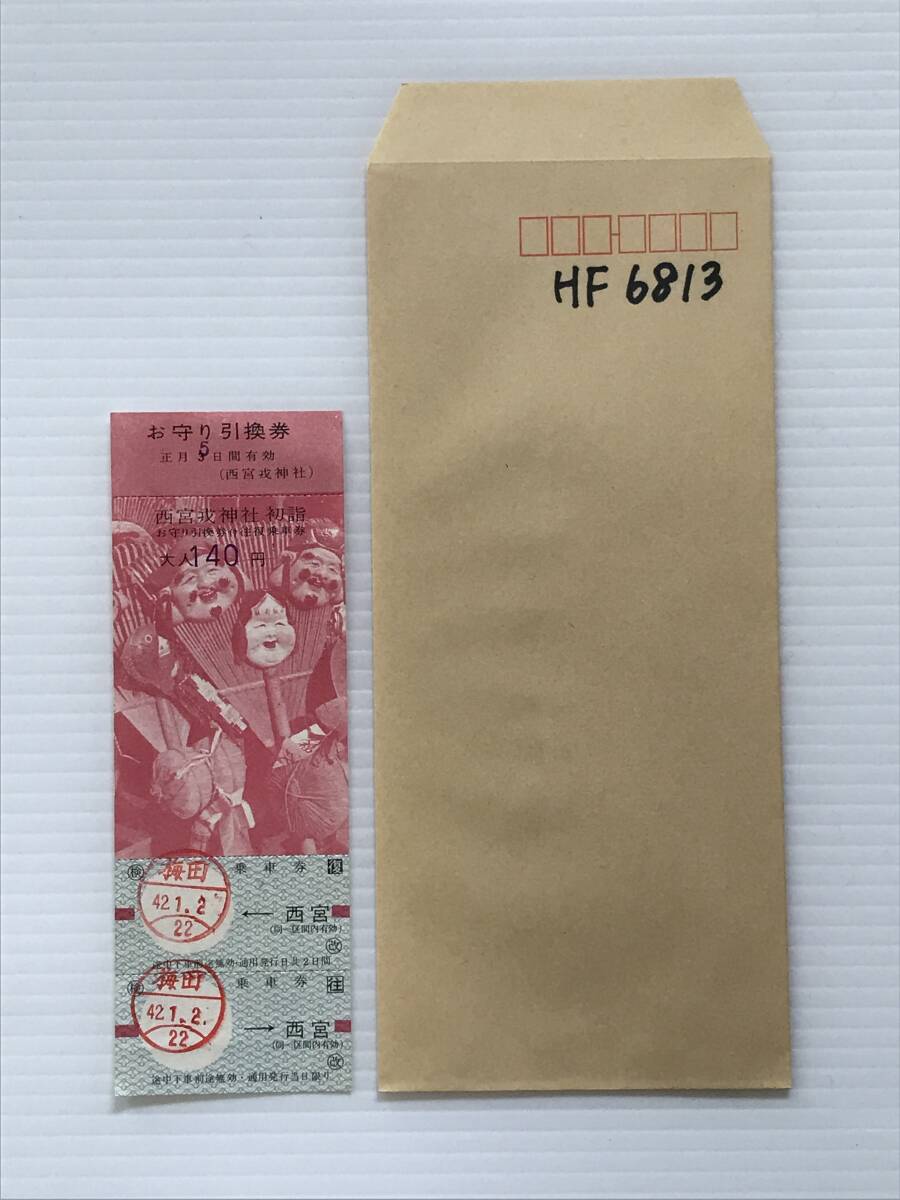 お守り引換券
正月5日間有効
(西宮戎神社)
西宮戎神社 初詣
お守り引換券付往復乗車券
大人140円
検 乗車券 復
梅田
42 1. 2
22
← 西宮
(同一区間内有効)
改
途中下車前途無効・通用発行日共2日間
検 乗車券 往
梅田
42 1. 2.
22
→ 西宮
(同一区間内有効)
改
途中下車前途無効・通用発行当日限り
HF 6813